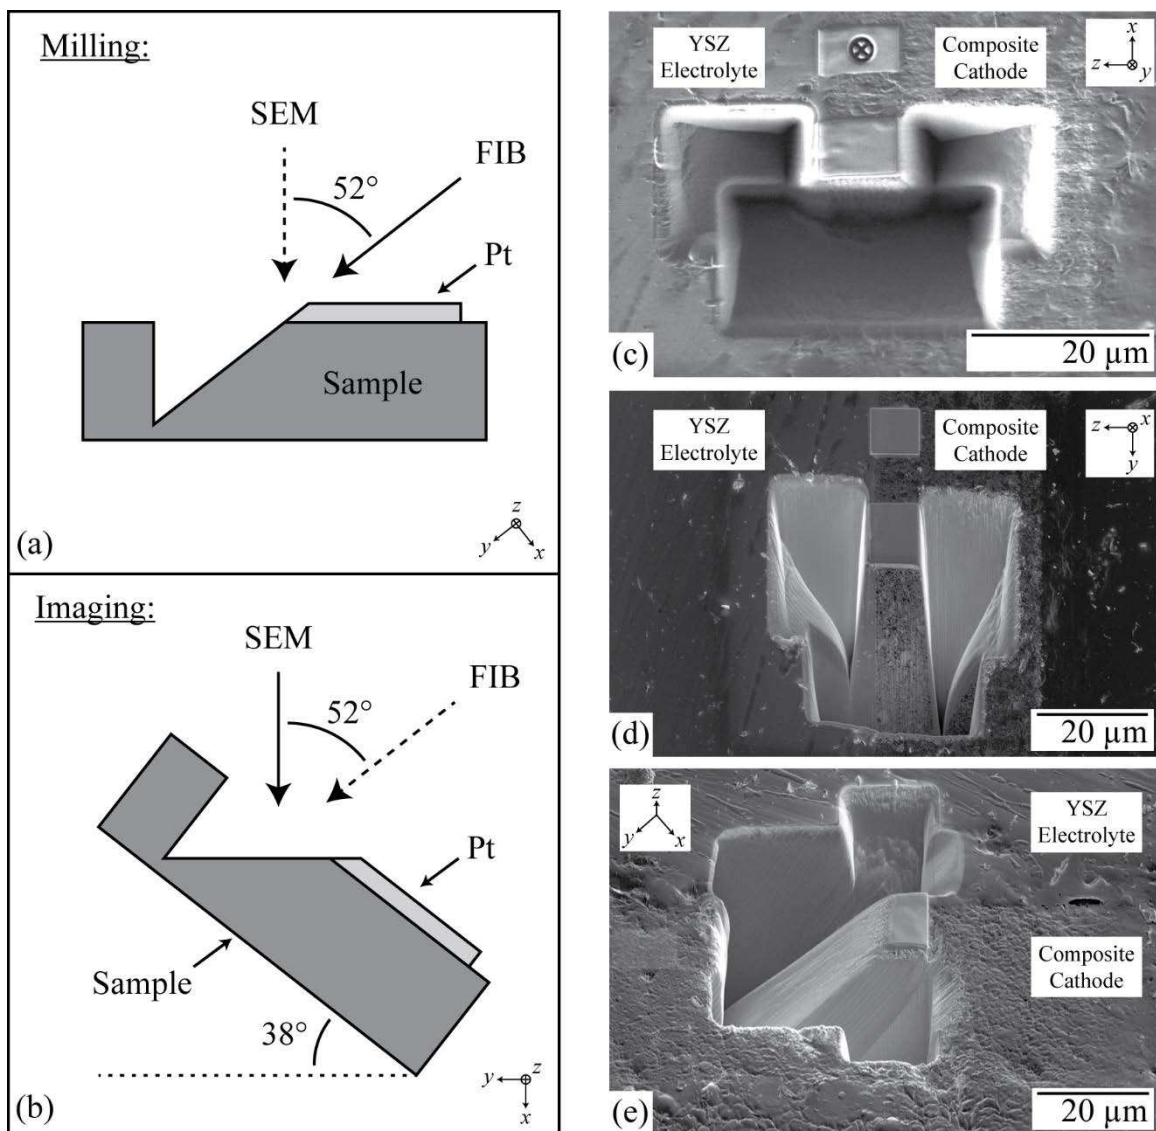 Milling:
SEM
FIB
52°
Pt
Sample
z
y
x
(a)
Imaging:
SEM
FIB
52°
Pt
Sample
38°
y
z
x
(b)
YSZ
Electrolyte
Composite
Cathode
x
z
y
20 µm
(c)
YSZ
Electrolyte
Composite
Cathode
z
x
y
20 µm
(d)
z
y
x
YSZ
Electrolyte
Composite
Cathode
20 µm
(e)